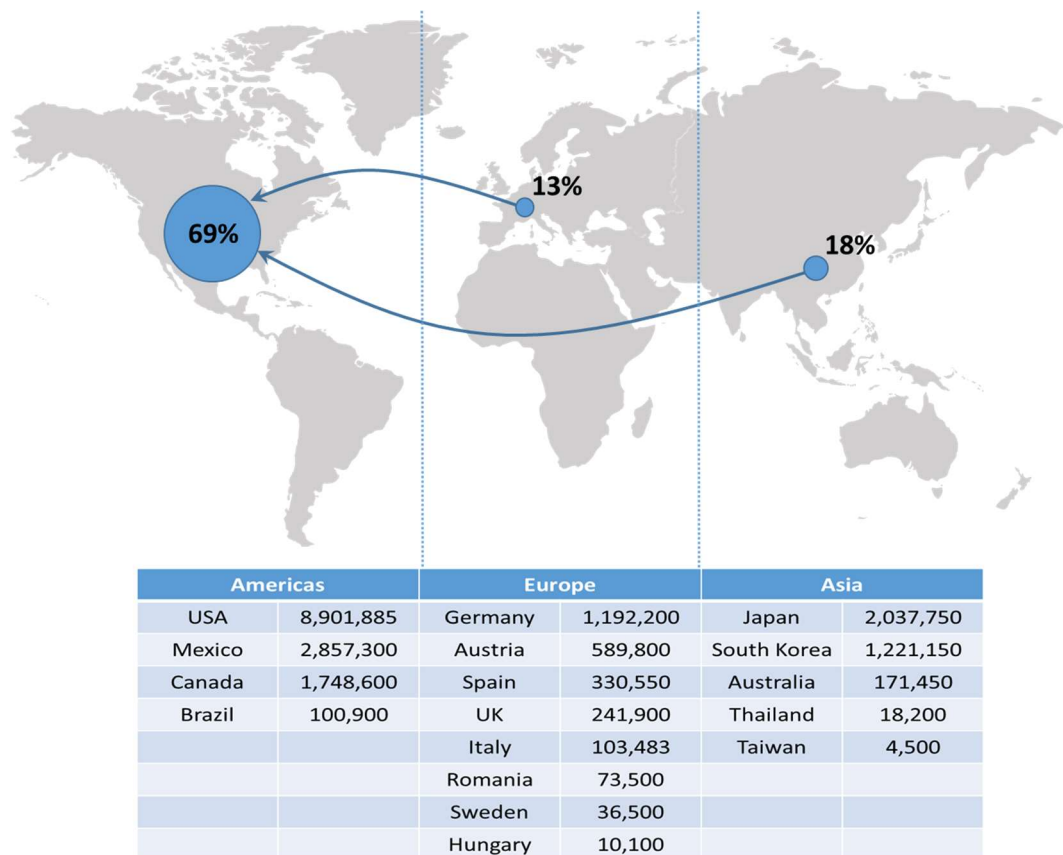 13%
69%
18%
Americas Europe Asia
USA 8,901,885 Germany 1,192,200 Japan 2,037,750
Mexico 2,857,300 Austria 589,800 South Korea 1,221,150
Canada 1,748,600 Spain 330,550 Australia 171,450
Brazil 100,900 UK 241,900 Thailand 18,200
Italy 103,483 Taiwan 4,500
Romania 73,500
Sweden 36,500
Hungary 10,100